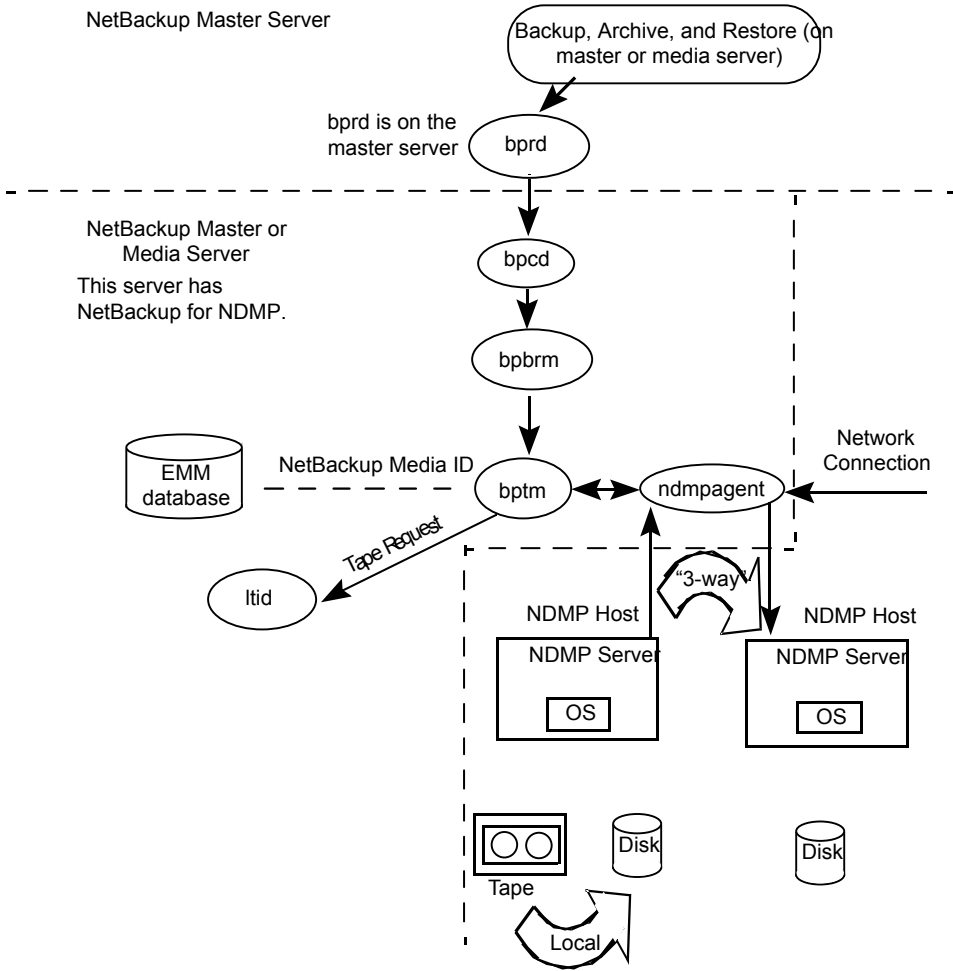 NetBackup Master Server
Backup, Archive, and Restore (on
master or media server)
bprd is on the
master server
bprd
NetBackup Master or
Media Server
This server has
NetBackup for NDMP.
bpcd
bpbrm
Network
Connection
EMM
database
NetBackup Media ID
bptm
ndmpagent
Tape Request
ltid
“3-way”
NDMP Host
NDMP Host
NDMP Server
NDMP Server
OS
OS
Disk
Disk
Tape
Local